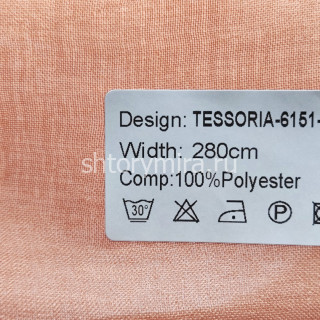 Design: TESSORIA-6151-
Width: 280cm
shtorymira.ru
Comp:100%Polyester
30°
P